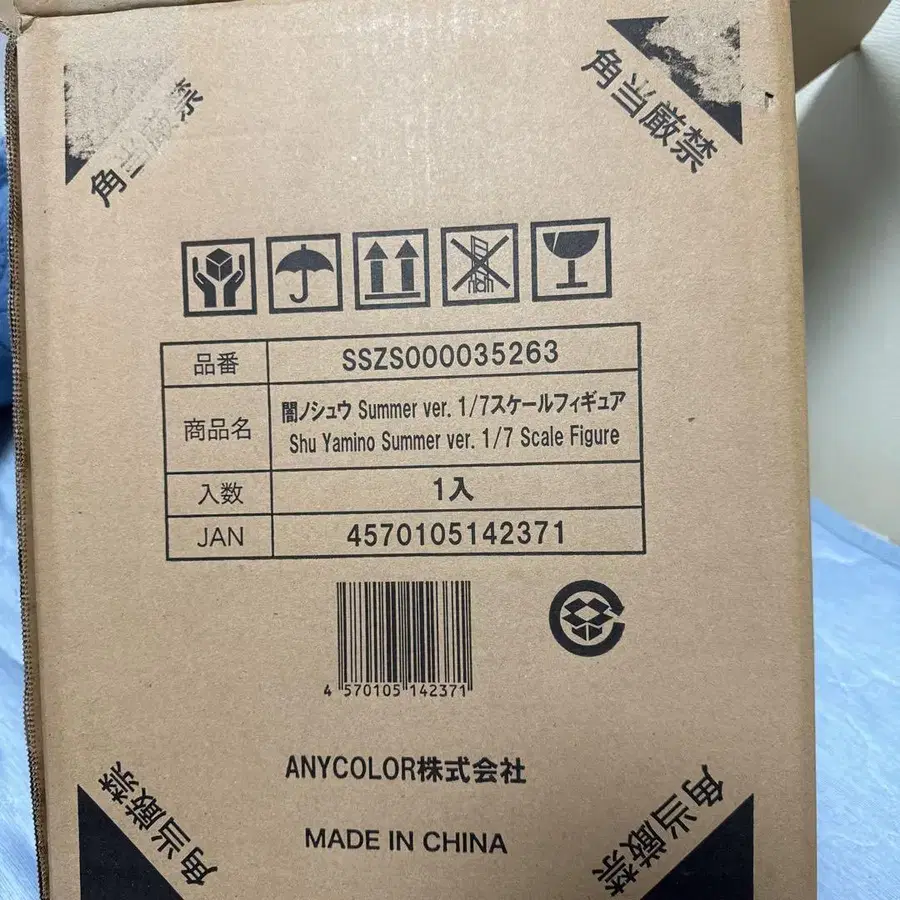 角当厳禁
角当厳禁
品番 SSZS000035263
商品名 闇ノシュウ Summer ver. 1/7スケールフィギュア
Shu Yamino Summer ver. 1/7 Scale Figure
入数 1入
JAN 4570105142371
4 570105 142371
ANYCOLOR株式会社
MADE IN CHINA
角当厳禁
角当厳禁